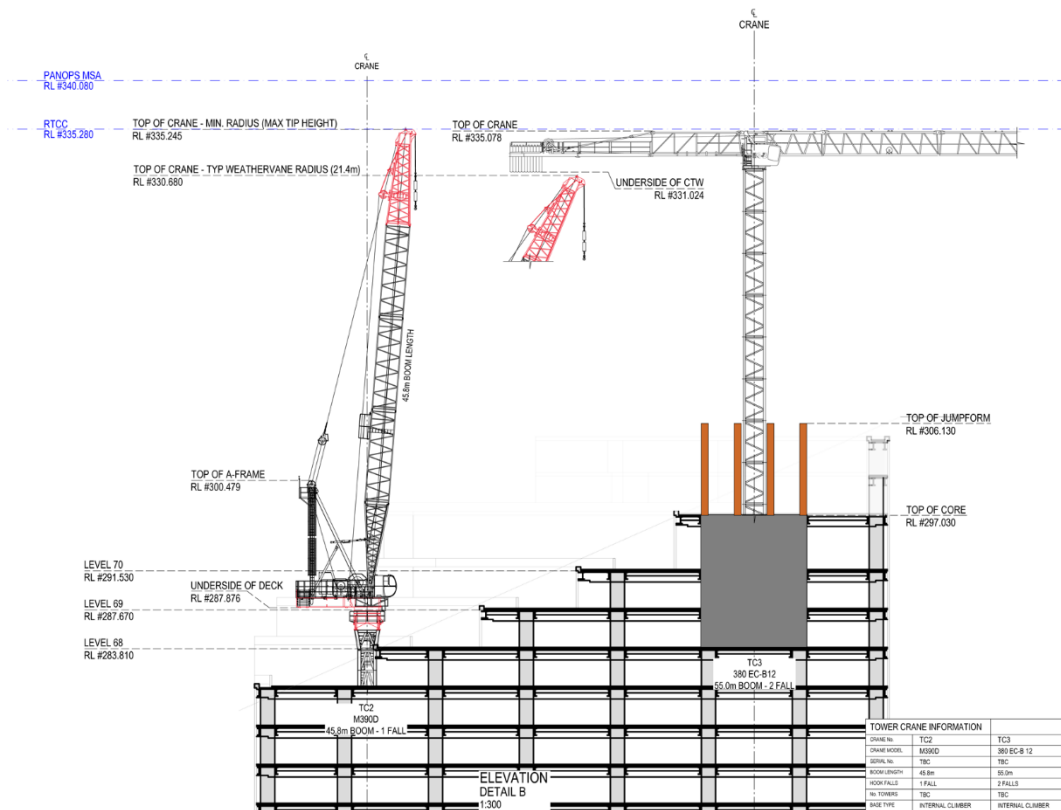 ℄
CRANE
℄
CRANE
PANOPS MSA
RL #340.080
RTCC
RL #335.280
TOP OF CRANE - MIN. RADIUS (MAX TIP HEIGHT)
RL #335.245
TOP OF CRANE
RL #335.078
TOP OF CRANE - TYP WEATHERVANE RADIUS (21.4m)
RL #330.680
UNDERSIDE OF CTW
RL #331.024
45.8m BOOM LENGTH
TOP OF JUMPFORM
RL #306.130
TOP OF A-FRAME
RL #300.479
TOP OF CORE
RL #297.030
LEVEL 70
RL #291.530
UNDERSIDE OF DECK
RL #287.876
LEVEL 69
RL #287.670
LEVEL 68
RL #283.810
TC3
380 EC-B12
55.0m BOOM - 2 FALL
TC2
M390D
45.8m BOOM - 1 FALL
ELEVATION
DETAIL B
1:300
TOWER CRANE INFORMATION
CRANE No. TC2 TC3
CRANE MODEL M390D 380 EC-B 12
SERIAL No. TBC TBC
BOOM LENGTH 45.8m 55.0m
HOOK FALLS 1 FALL 2 FALLS
No. TOWERS TBC TBC
BASE TYPE INTERNAL CLIMBER INTERNAL CLIMBER